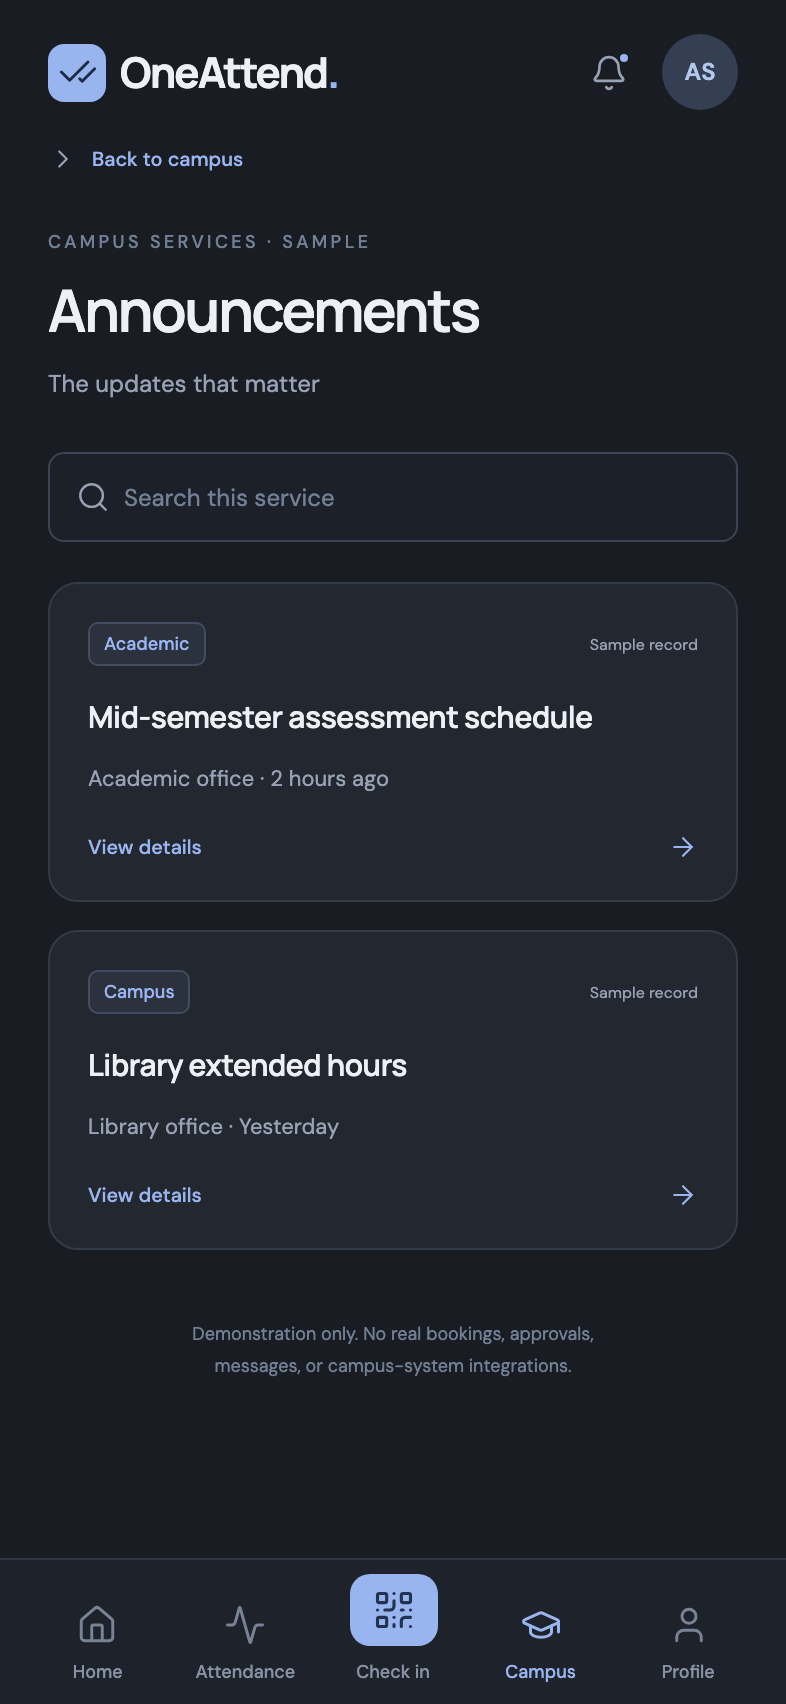 OneAttend.
AS
Back to campus
CAMPUS SERVICES · SAMPLE
Announcements
The updates that matter
Search this service
Academic
Sample record
Mid-semester assessment schedule
Academic office · 2 hours ago
View details
Campus
Sample record
Library extended hours
Library office · Yesterday
View details
Demonstration only. No real bookings, approvals,
messages, or campus-system integrations.
Home
Attendance
Check in
Campus
Profile